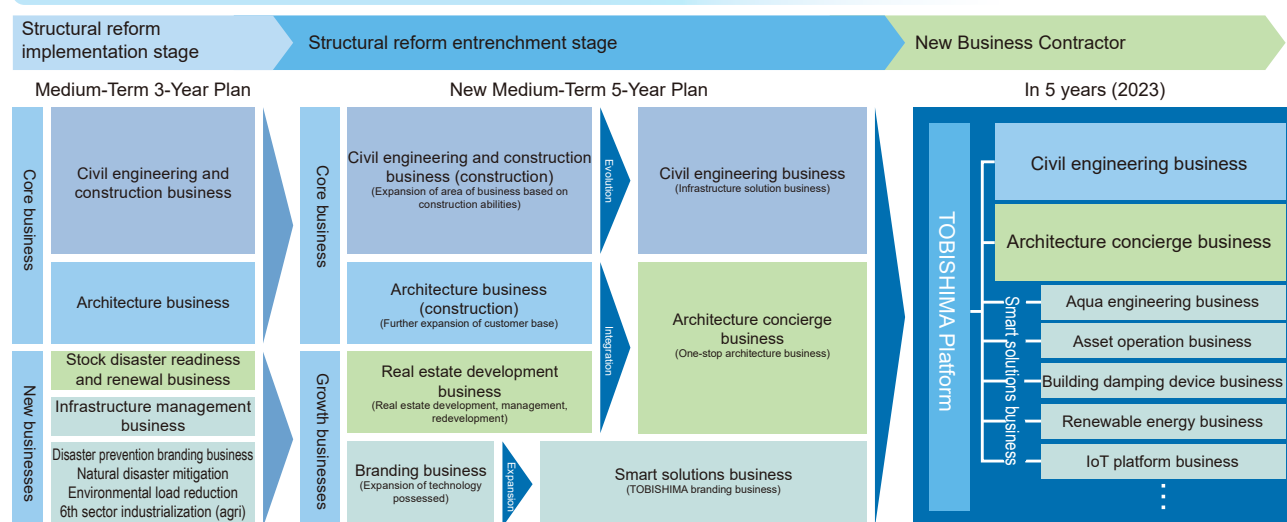 Structural reform
implementation stage
Structural reform entrenchment stage
New Business Contractor
Medium-Term 3-Year Plan
New Medium-Term 5-Year Plan
In 5 years (2023)
Core business
Civil engineering and
construction business
Architecture business
New businesses
Stock disaster readiness
and renewal business
Infrastructure management
business
Disaster prevention branding business
Natural disaster mitigation
Environmental load reduction
6th sector industrialization (agri)
Core business
Civil engineering and construction
business (construction)
(Expansion of area of business based on
construction abilities)
Evolution
Civil engineering business
(Infrastructure solution business)
Architecture business
(construction)
(Further expansion of customer base)
Growth businesses
Real estate development
business
(Real estate development, management,
redevelopment)
Integration
Architecture concierge
business
(One-stop architecture business)
Branding business
(Expansion of technology
possessed)
Expansion
Smart solutions business
(TOBISHIMA branding business)
TOBISHIMA Platform
Civil engineering business
Architecture concierge business
Smart solutions business
Aqua engineering business
Asset operation business
Building damping device business
Renewable energy business
IoT platform business
⋮